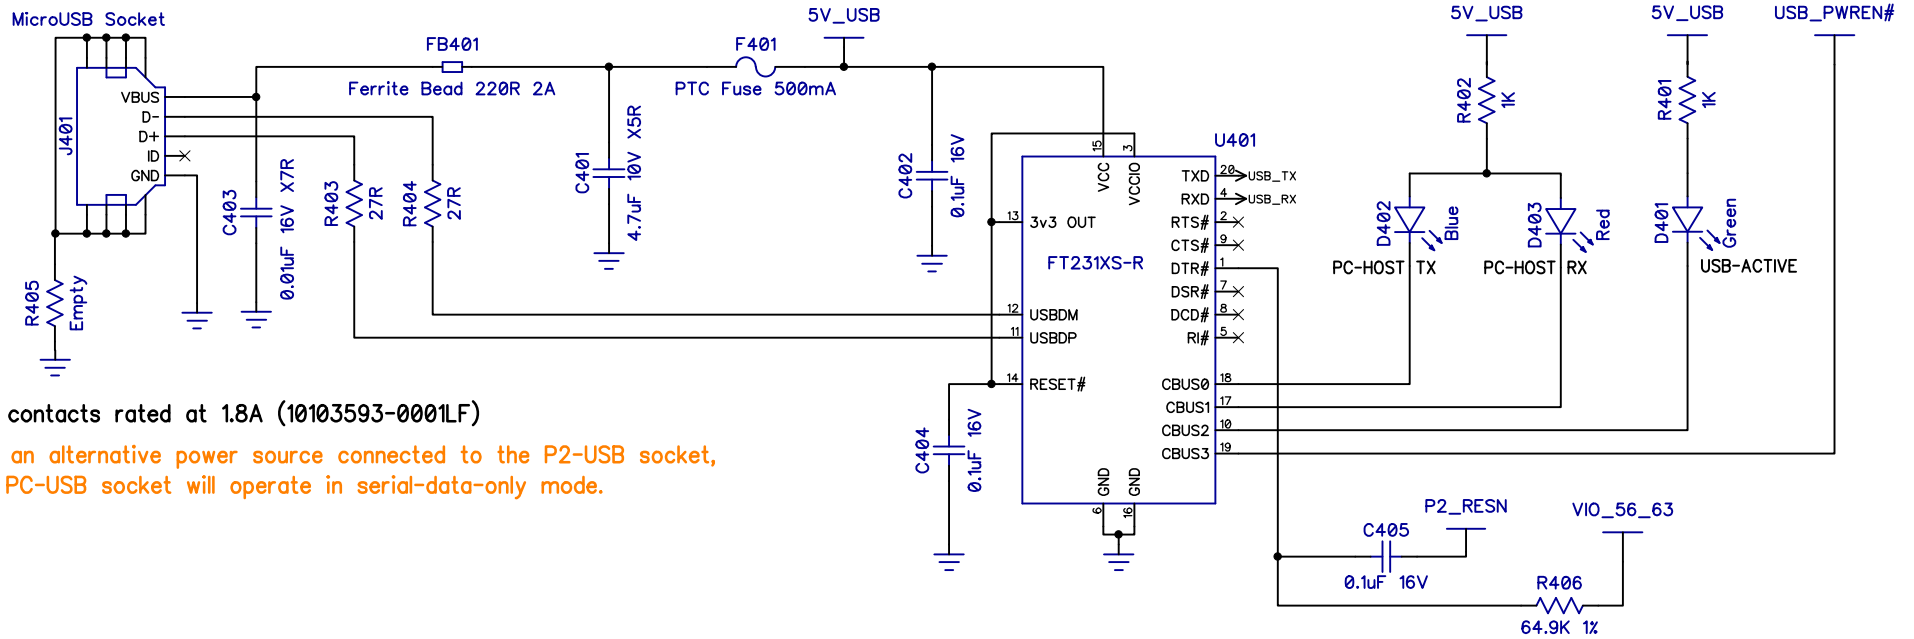 MicroUSB Socket
5V_USB
5V_USB
5V_USB
USB_PWREN#
FB401
F401
Ferrite Bead 220R 2A
PTC Fuse 500mA
J401
VBUS
D-
D+
ID
GND
C403
0.01uF 16V X7R
R403
27R
R404
27R
C401
4.7uF 10V X5R
C402
0.1uF 16V
R405
Empty
U401
FT231XS-R
15
VCC
3
VCCIO
13
3v3 OUT
12
USBDM
11
USBDP
14
RESET#
TXD
20
USB_TX
RXD
4
USB_RX
RTS#
2
CTS#
9
DTR#
1
DSR#
7
DCD#
8
RI#
5
CBUS0
18
CBUS1
17
CBUS2
10
CBUS3
19
GND
6
GND
16
C404
0.1uF 16V
R402
1K
R401
1K
D402
Blue
PC-HOST TX
D403
Red
PC-HOST RX
D401
Green
USB-ACTIVE
P2_RESN
VIO_56_63
C405
0.1uF 16V
R406
64.9K 1%
contacts rated at 1.8A (10103593-0001LF)
an alternative power source connected to the P2-USB socket,
PC-USB socket will operate in serial-data-only mode.